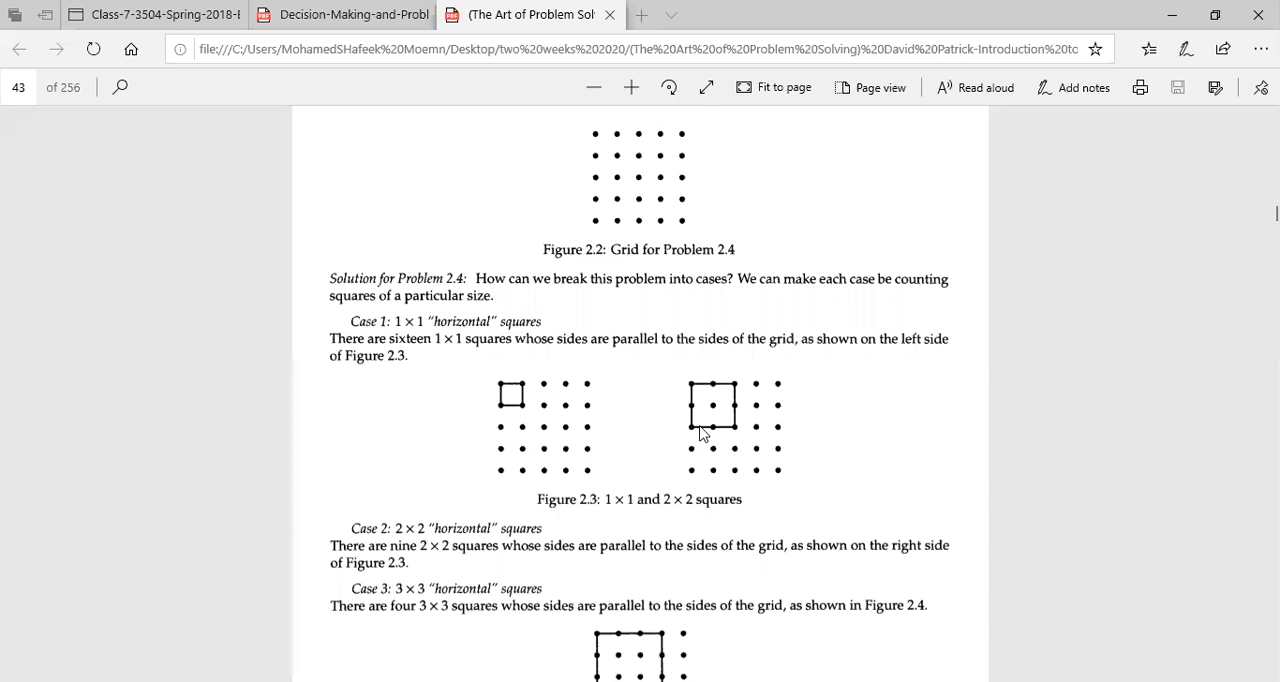 Class-7-3504-Spring-2018-E
Decision-Making-and-Probl
(The Art of Problem Sol
file:///C:/Users/MohamedSHafeek%20Moemn/Desktop/two%20weeks%202020/(The%20Art%20of%20Problem%20Solving)%20David%20Patrick-Introduction%20tc
43 of 256
Fit to page
Page view
Read aloud
Add notes
Figure 2.2: Grid for Problem 2.4
Solution for Problem 2.4: How can we break this problem into cases? We can make each case be counting
squares of a particular size.
Case 1: 1 × 1 "horizontal" squares
There are sixteen 1 × 1 squares whose sides are parallel to the sides of the grid, as shown on the left side
of Figure 2.3.
Figure 2.3: 1 × 1 and 2 × 2 squares
Case 2: 2 × 2 "horizontal" squares
There are nine 2 × 2 squares whose sides are parallel to the sides of the grid, as shown on the right side
of Figure 2.3.
Case 3: 3 × 3 "horizontal" squares
There are four 3 × 3 squares whose sides are parallel to the sides of the grid, as shown in Figure 2.4.